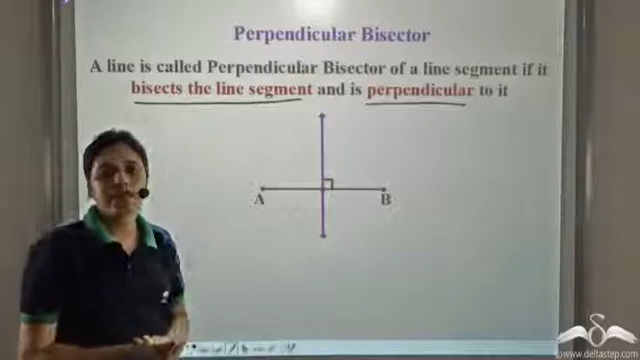 Perpendicular Bisector
A line is called Perpendicular Bisector of a line segment if it
bisects the line segment and is perpendicular to it
A
B
www.deltastep.com